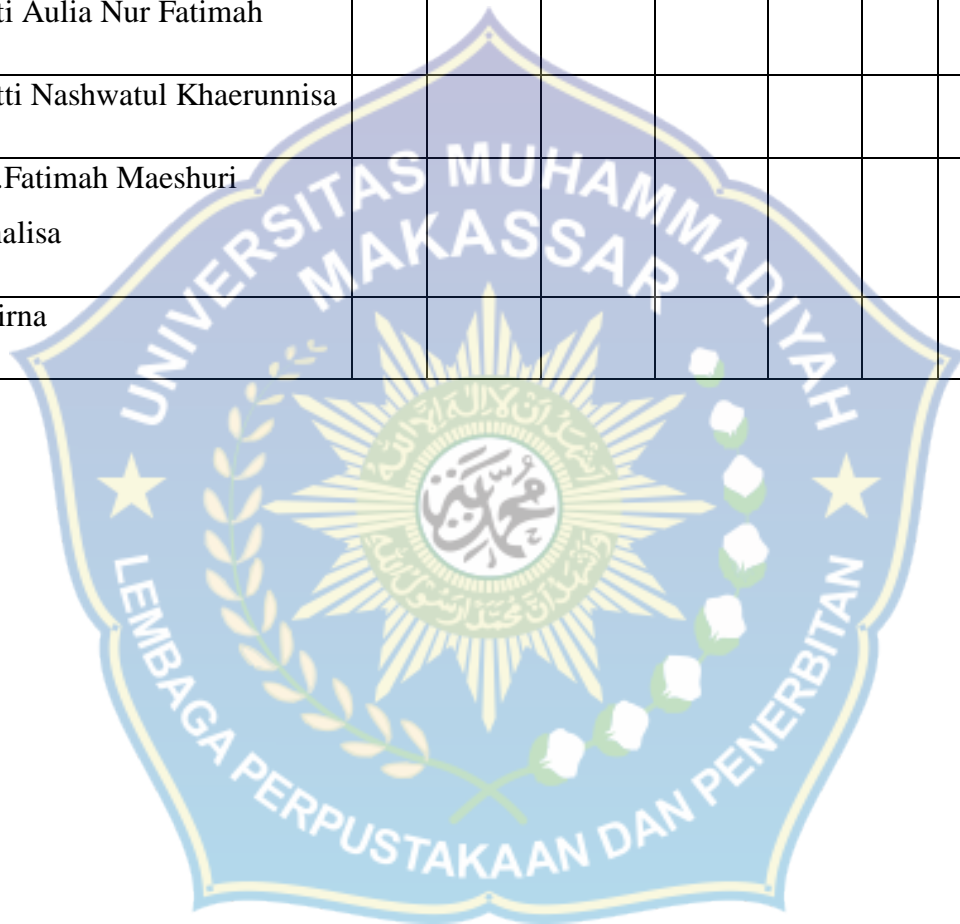 ti Aulia Nur Fatimah
tti Nashwatul Khaerunnisa
.Fatimah Maeshuri
alisa
irna
UNIVERSITAS MUHAMMADIYAH
MAKASSAR
LEMBAGA PERPUSTAKAAN DAN PENERBITAN